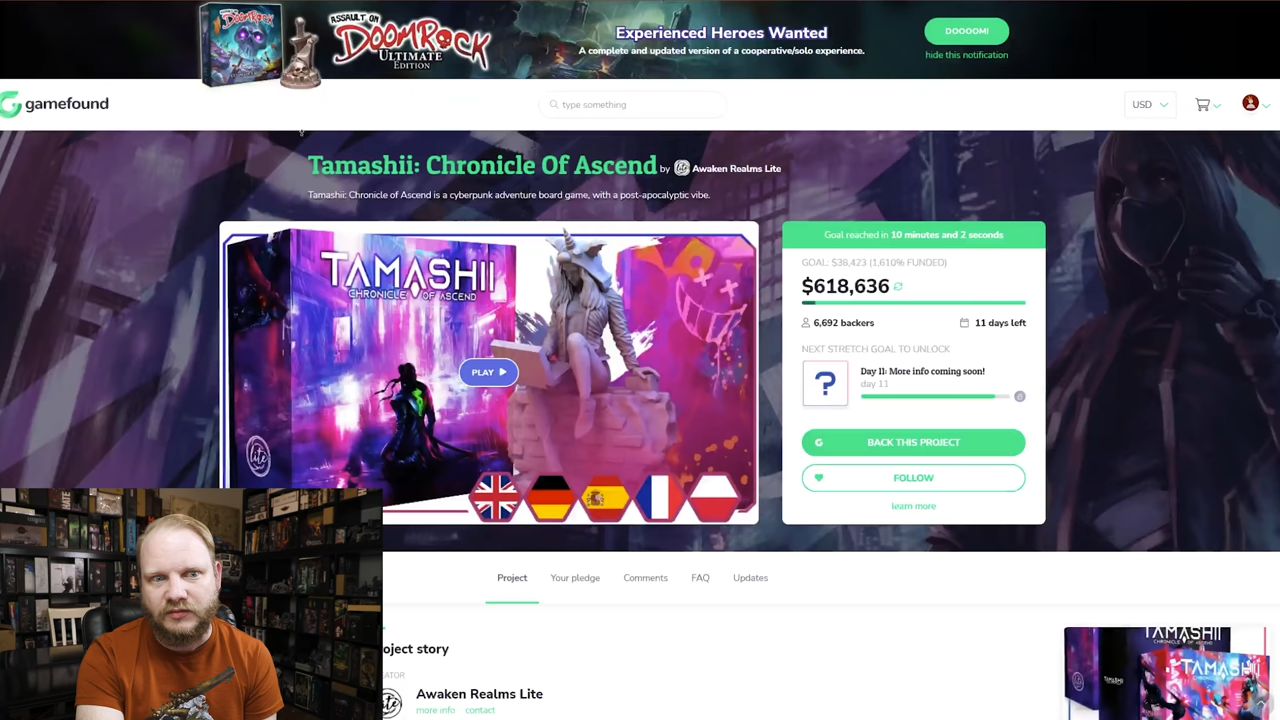 ASSAULT ON
DOOMROCK
ULTIMATE
EDITION
Experienced Heroes Wanted
A complete and updated version of a cooperative/solo experience.
DOOOOM!
hide this notification
gamefound
type something
USD
Tamashii: Chronicle Of Ascend by Awaken Realms Lite
Tamashii: Chronicle of Ascend is a cyberpunk adventure board game, with a post-apocalyptic vibe.
TAMASHII
CHRONICLE OF ASCEND
PLAY
lite
Goal reached in 10 minutes and 2 seconds
GOAL: $38,423 (1,610% FUNDED)
$618,636
6,692 backers
11 days left
NEXT STRETCH GOAL TO UNLOCK
?
Day 11: More info coming soon!
day 11
BACK THIS PROJECT
FOLLOW
learn more
Project
Your pledge
Comments
FAQ
Updates
oject story
EATOR
Awaken Realms Lite
more info
contact
TAMASHII
TAMASHII